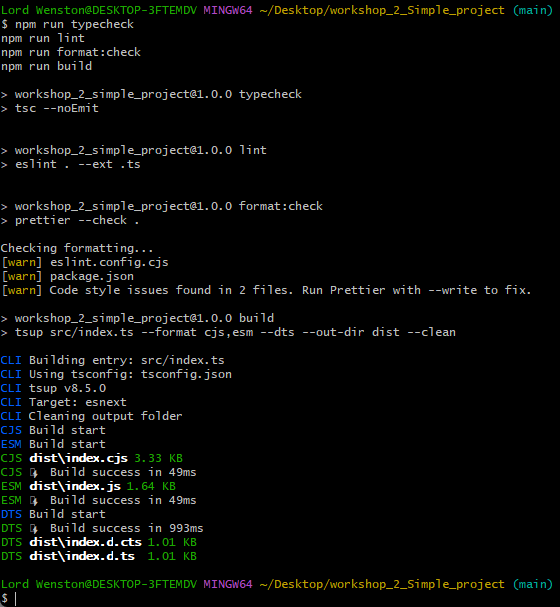 Lord Wenston@DESKTOP-3FTEMDV MINGW64 ~/Desktop/workshop_2_Simple_project (main)
$ npm run typecheck
npm run lint
npm run format:check
npm run build

> workshop_2_simple_project@1.0.0 typecheck
> tsc --noEmit

> workshop_2_simple_project@1.0.0 lint
> eslint . --ext .ts

> workshop_2_simple_project@1.0.0 format:check
> prettier --check .

Checking formatting...
[warn] eslint.config.cjs
[warn] package.json
[warn] Code style issues found in 2 files. Run Prettier with --write to fix.

> workshop_2_simple_project@1.0.0 build
> tsup src/index.ts --format cjs,esm --dts --out-dir dist --clean

CLI Building entry: src/index.ts
CLI Using tsconfig: tsconfig.json
CLI tsup v8.5.0
CLI Target: esnext
CLI Cleaning output folder
CJS Build start
ESM Build start
CJS dist\index.cjs 3.33 KB
CJS ⚡️ Build success in 49ms
ESM dist\index.js 1.64 KB
ESM ⚡️ Build success in 49ms
DTS Build start
DTS ⚡️ Build success in 993ms
DTS dist\index.d.cts 1.01 KB
DTS dist\index.d.ts  1.01 KB

Lord Wenston@DESKTOP-3FTEMDV MINGW64 ~/Desktop/workshop_2_Simple_project (main)
$